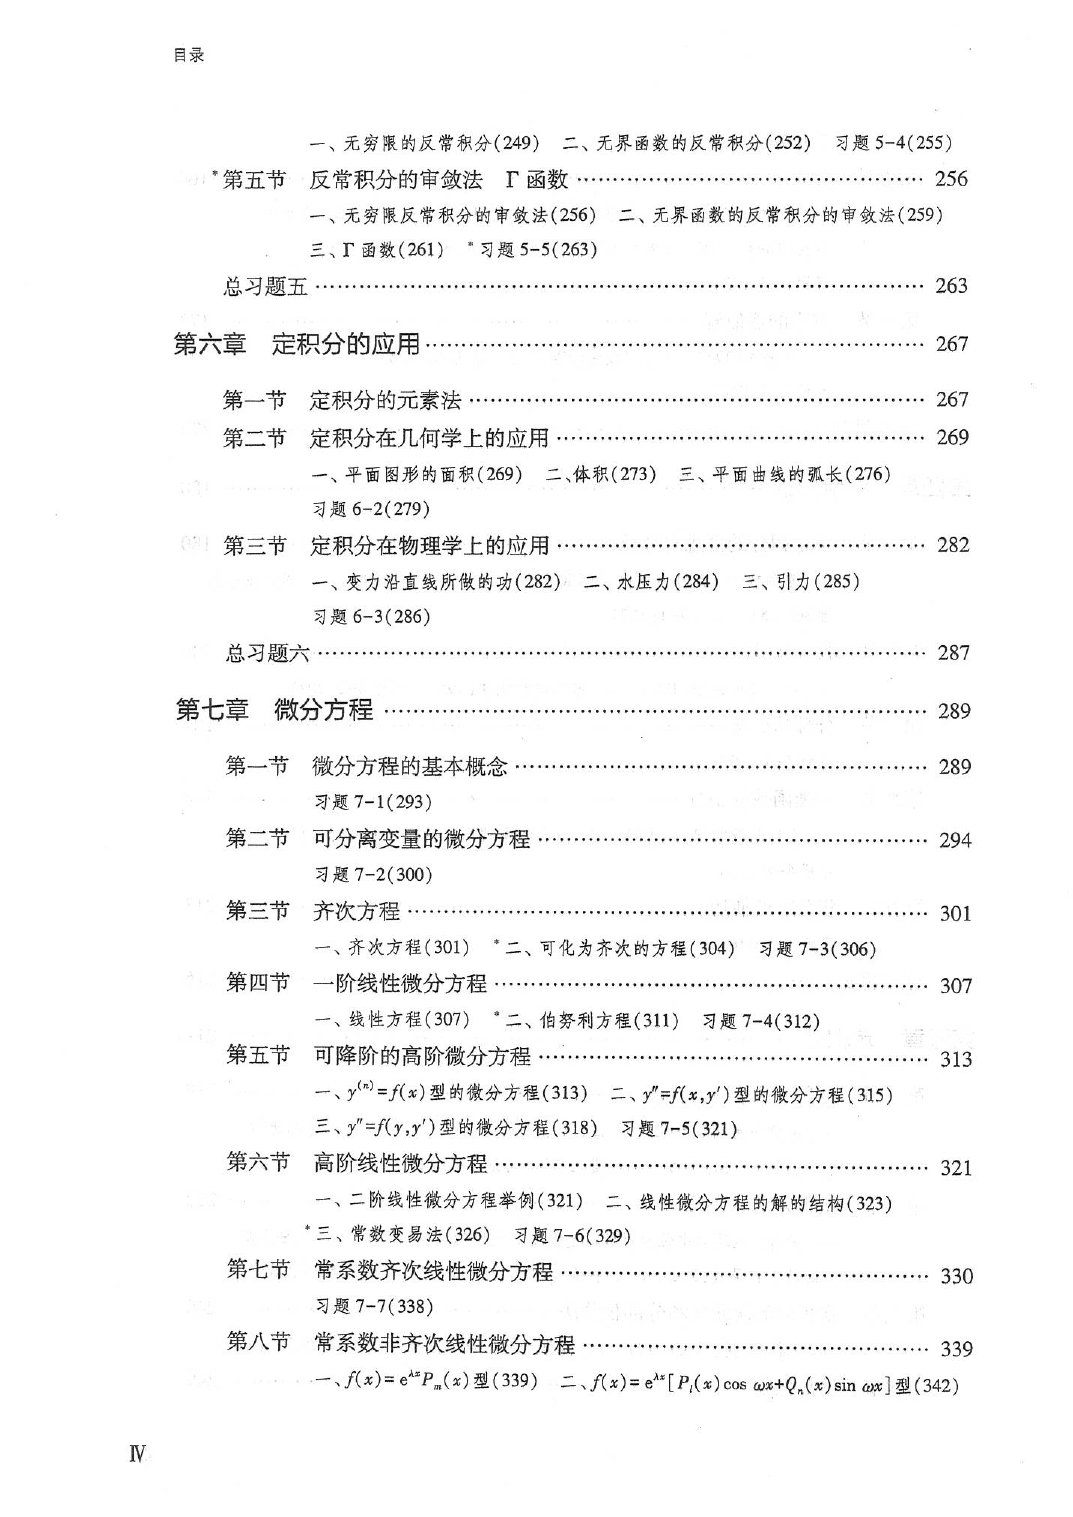 目录
一、无穷限的反常积分(249) 二、无界函数的反常积分(252) 习题 5-4(255)
*第五节 反常积分的审敛法 Γ 函数 …………………………………… 256
一、无穷限反常积分的审敛法(256) 二、无界函数的反常积分的审敛法(259)
三、Γ 函数(261) *习题 5-5(263)
总习题五 …………………………………………………………………… 263
第六章 定积分的应用 ……………………………………………………… 267
第一节 定积分的元素法 ………………………………………………… 267
第二节 定积分在几何学上的应用 ……………………………………… 269
一、平面图形的面积(269) 二、体积(273) 三、平面曲线的弧长(276)
习题 6-2(279)
第三节 定积分在物理学上的应用 ……………………………………… 282
一、变力沿直线所做的功(282) 二、水压力(284) 三、引力(285)
习题 6-3(286)
总习题六 …………………………………………………………………… 287
第七章 微分方程 …………………………………………………………… 289
第一节 微分方程的基本概念 …………………………………………… 289
习题 7-1(293)
第二节 可分离变量的微分方程 ………………………………………… 294
习题 7-2(300)
第三节 齐次方程 ………………………………………………………… 301
一、齐次方程(301) *二、可化为齐次的方程(304) 习题 7-3(306)
第四节 一阶线性微分方程 ……………………………………………… 307
一、线性方程(307) *二、伯努利方程(311) 习题 7-4(312)
第五节 可降阶的高阶微分方程 ………………………………………… 313
一、y⁽ⁿ⁾=f(x)型的微分方程(313) 二、y″=f(x,y′)型的微分方程(315)
三、y″=f(y,y′)型的微分方程(318) 习题 7-5(321)
第六节 高阶线性微分方程 ……………………………………………… 321
一、二阶线性微分方程举例(321) 二、线性微分方程的解的结构(323)
*三、常数变易法(326) 习题 7-6(329)
第七节 常系数齐次线性微分方程 ……………………………………… 330
习题 7-7(338)
第八节 常系数非齐次线性微分方程 …………………………………… 339
一、f(x)=e^{λx}P_m(x)型(339) 二、f(x)=e^{λx}[P_l(x)cos ωx+Q_n(x)sin ωx]型(342)
Ⅳ